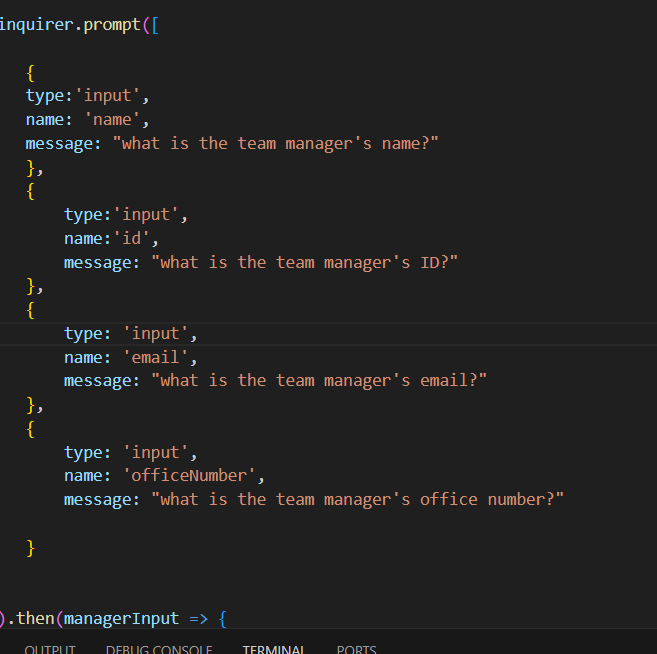 inquirer.prompt([
{
type:'input',
name: 'name',
message: "what is the team manager's name?"
},
{
type:'input',
name:'id',
message: "what is the team manager's ID?"
},
{
type: 'input',
name: 'email',
message: "what is the team manager's email?"
},
{
type: 'input',
name: 'officeNumber',
message: "what is the team manager's office number?"
}
).then(managerInput => {
OUTPUT DEBUG CONSOLE TERMINAL PORTS